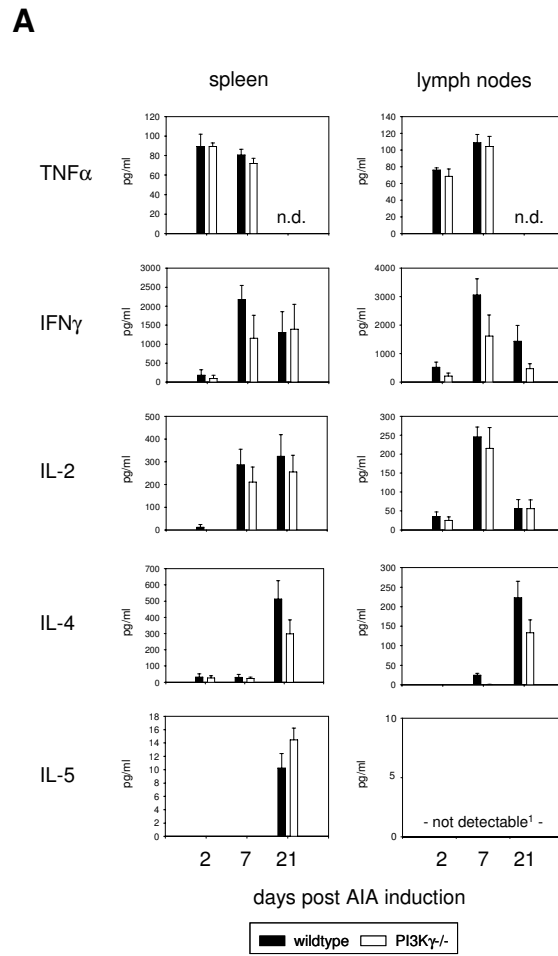 A
spleen
lymph nodes
TNFα
pg/ml
120
100
80
60
40
20
0
n.d.
pg/ml
140
120
100
80
60
40
20
0
n.d.
IFNγ
pg/ml
3000
2500
2000
1500
1000
500
0
pg/ml
4000
3000
2000
1000
0
IL-2
pg/ml
500
400
300
200
100
0
pg/ml
300
250
200
150
100
50
0
IL-4
pg/ml
700
600
500
400
300
200
100
0
pg/ml
300
250
200
150
100
50
0
IL-5
pg/ml
18
16
14
12
10
8
6
4
2
0
pg/ml
10
5
0
- not detectable¹ -
2 7 21
2 7 21
days post AIA induction
wildtype PI3Kγ-/-